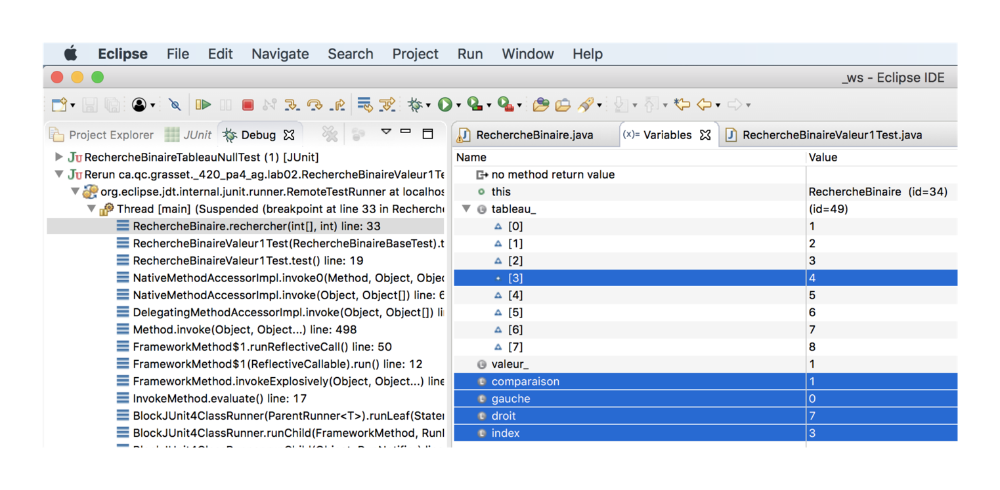 Eclipse File Edit Navigate Search Project Run Window Help
_ws - Eclipse IDE
Project Explorer JUnit Debug
RechercheBinaireTableauNullTest (1) [JUnit]
Rerun ca.qc.grasset._420_pa4_ag.lab02.RechercheBinaireValeur1Te
org.eclipse.jdt.internal.junit.runner.RemoteTestRunner at localhos
Thread [main] (Suspended (breakpoint at line 33 in Recherche
RechercheBinaire.rechercher(int[], int) line: 33
RechercheBinaireValeur1Test(RechercheBinaireBaseTest).t
RechercheBinaireValeur1Test.test() line: 19
NativeMethodAccessorImpl.invoke0(Method, Object, Objec
NativeMethodAccessorImpl.invoke(Object, Object[]) line: 6
DelegatingMethodAccessorImpl.invoke(Object, Object[]) li
Method.invoke(Object, Object...) line: 498
FrameworkMethod$1.runReflectiveCall() line: 50
FrameworkMethod$1(ReflectiveCallable).run() line: 12
FrameworkMethod.invokeExplosively(Object, Object...) line
InvokeMethod.evaluate() line: 17
BlockJUnit4ClassRunner(ParentRunner<T>).runLeaf(Stater
BlockJUnit4ClassRunner.runChild(FrameworkMethod, Runl
RechercheBinaire.java (x)= Variables RechercheBinaireValeur1Test.java
Name Value
no method return value
this RechercheBinaire (id=34)
tableau_ (id=49)
[0] 1
[1] 2
[2] 3
[3] 4
[4] 5
[5] 6
[6] 7
[7] 8
valeur_ 1
comparaison 1
gauche 0
droit 7
index 3